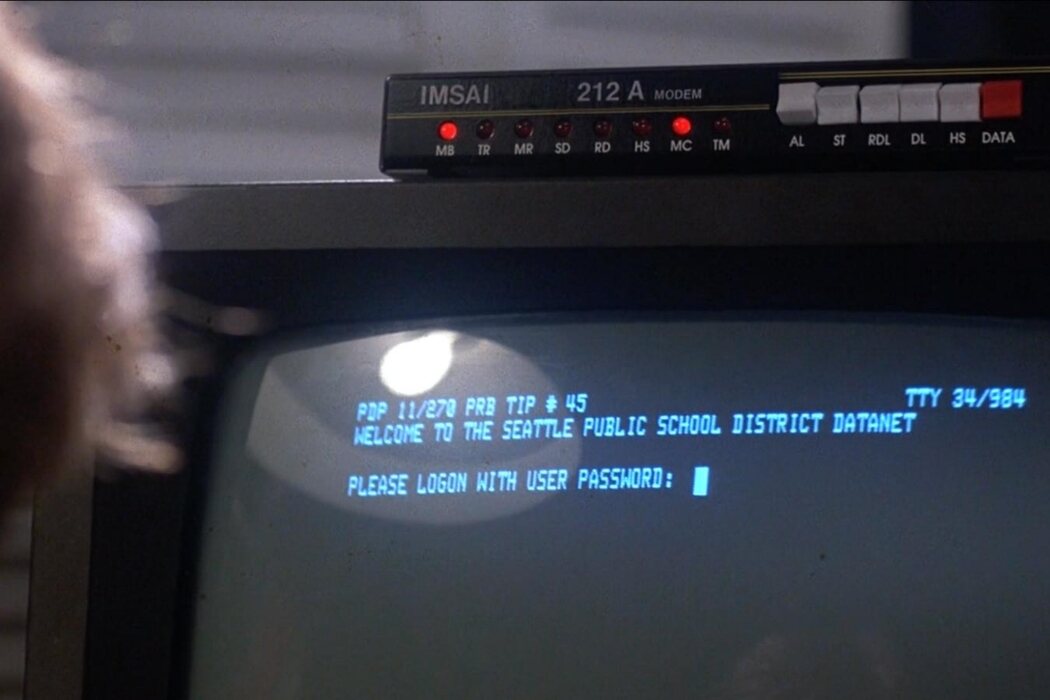 IMSAI 212 A MODEM
MB TR MR SD RD HS MC TM
AL ST RDL DL HS DATA
PDP 11/270 PRB TIP # 45 TTY 34/984
WELCOME TO THE SEATTLE PUBLIC SCHOOL DISTRICT DATANET
PLEASE LOGON WITH USER PASSWORD: